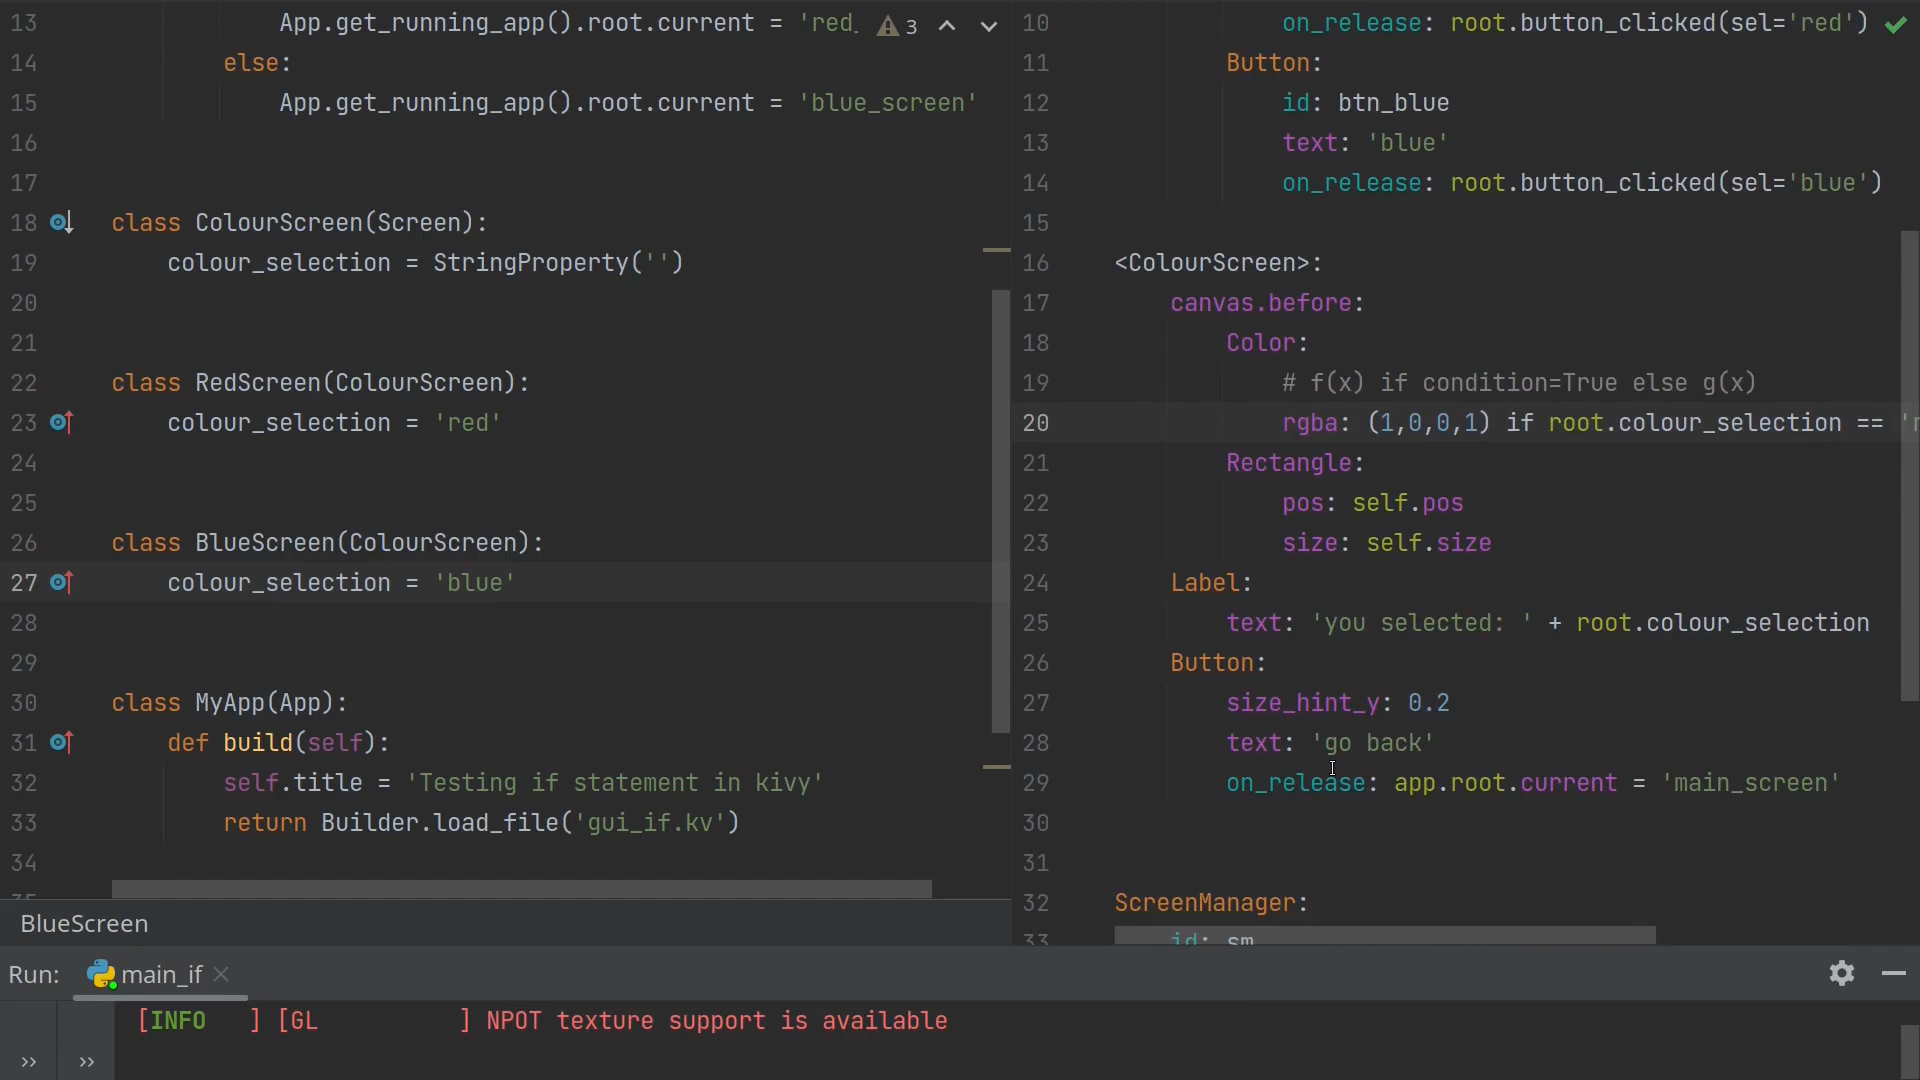 13 App.get_running_app().root.current = 'red_ 3
14 else:
15 App.get_running_app().root.current = 'blue_screen'
16
17
18 class ColourScreen(Screen):
19 colour_selection = StringProperty('')
20
21
22 class RedScreen(ColourScreen):
23 colour_selection = 'red'
24
25
26 class BlueScreen(ColourScreen):
27 colour_selection = 'blue'
28
29
30 class MyApp(App):
31 def build(self):
32 self.title = 'Testing if statement in kivy'
33 return Builder.load_file('gui_if.kv')
34
35
BlueScreen
10 on_release: root.button_clicked(sel='red')
11 Button:
12 id: btn_blue
13 text: 'blue'
14 on_release: root.button_clicked(sel='blue')
15
16 <ColourScreen>:
17 canvas.before:
18 Color:
19 # f(x) if condition=True else g(x)
20 rgba: (1,0,0,1) if root.colour_selection == 'r
21 Rectangle:
22 pos: self.pos
23 size: self.size
24 Label:
25 text: 'you selected: ' + root.colour_selection
26 Button:
27 size_hint_y: 0.2
28 text: 'go back'
29 on_release: app.root.current = 'main_screen'
30
31
32 ScreenManager:
33 id: sm
Run: main_if
[INFO ] [GL ] NPOT texture support is available